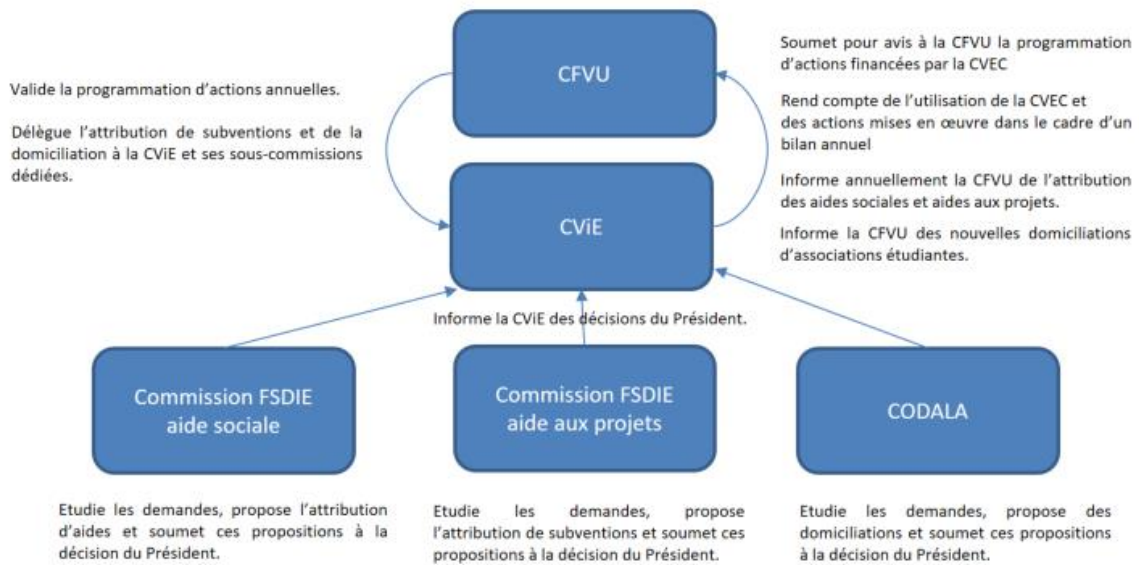 CFVU
Valide la programmation d'actions annuelles.
Délègue l'attribution de subventions et de la
domiciliation à la CViE et ses sous-commissions
dédiées.
Soumet pour avis à la CFVU la programmation
d'actions financées par la CVEC
Rend compte de l'utilisation de la CVEC et
des actions mises en œuvre dans le cadre d'un
bilan annuel
Informe annuellement la CFVU de l'attribution
des aides sociales et aides aux projets.
Informe la CFVU des nouvelles domiciliations
d'associations étudiantes.
CViE
Informe la CViE des décisions du Président.
Commission FSDIE
aide sociale
Commission FSDIE
aide aux projets
CODALA
Etudie les demandes, propose l'attribution
d'aides et soumet ces propositions à la
décision du Président.
Etudie les demandes, propose
l'attribution de subventions et soumet ces
propositions à la décision du Président.
Etudie les demandes, propose des
domiciliations et soumet ces propositions
à la décision du Président.